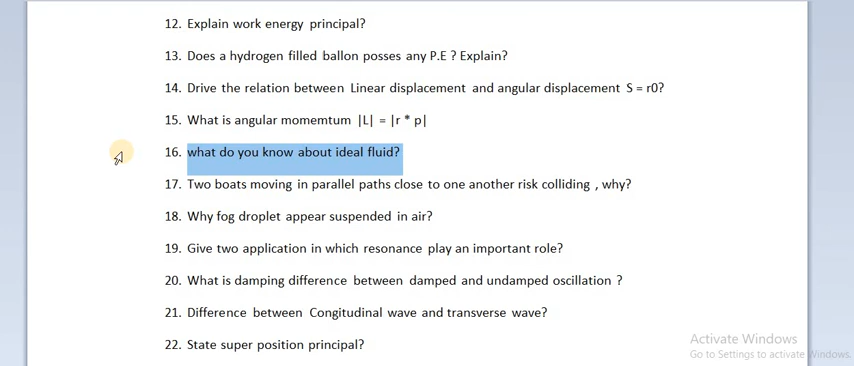 12. Explain work energy principal?
13. Does a hydrogen filled ballon posses any P.E ? Explain?
14. Drive the relation between Linear displacement and angular displacement S = r0?
15. What is angular momemtum |L| = |r * p|
16. what do you know about ideal fluid?
17. Two boats moving in parallel paths close to one another risk colliding , why?
18. Why fog droplet appear suspended in air?
19. Give two application in which resonance play an important role?
20. What is damping difference between damped and undamped oscillation ?
21. Difference between Congitudinal wave and transverse wave?
22. State super position principal?
Activate Windows
Go to Settings to activate Windows.